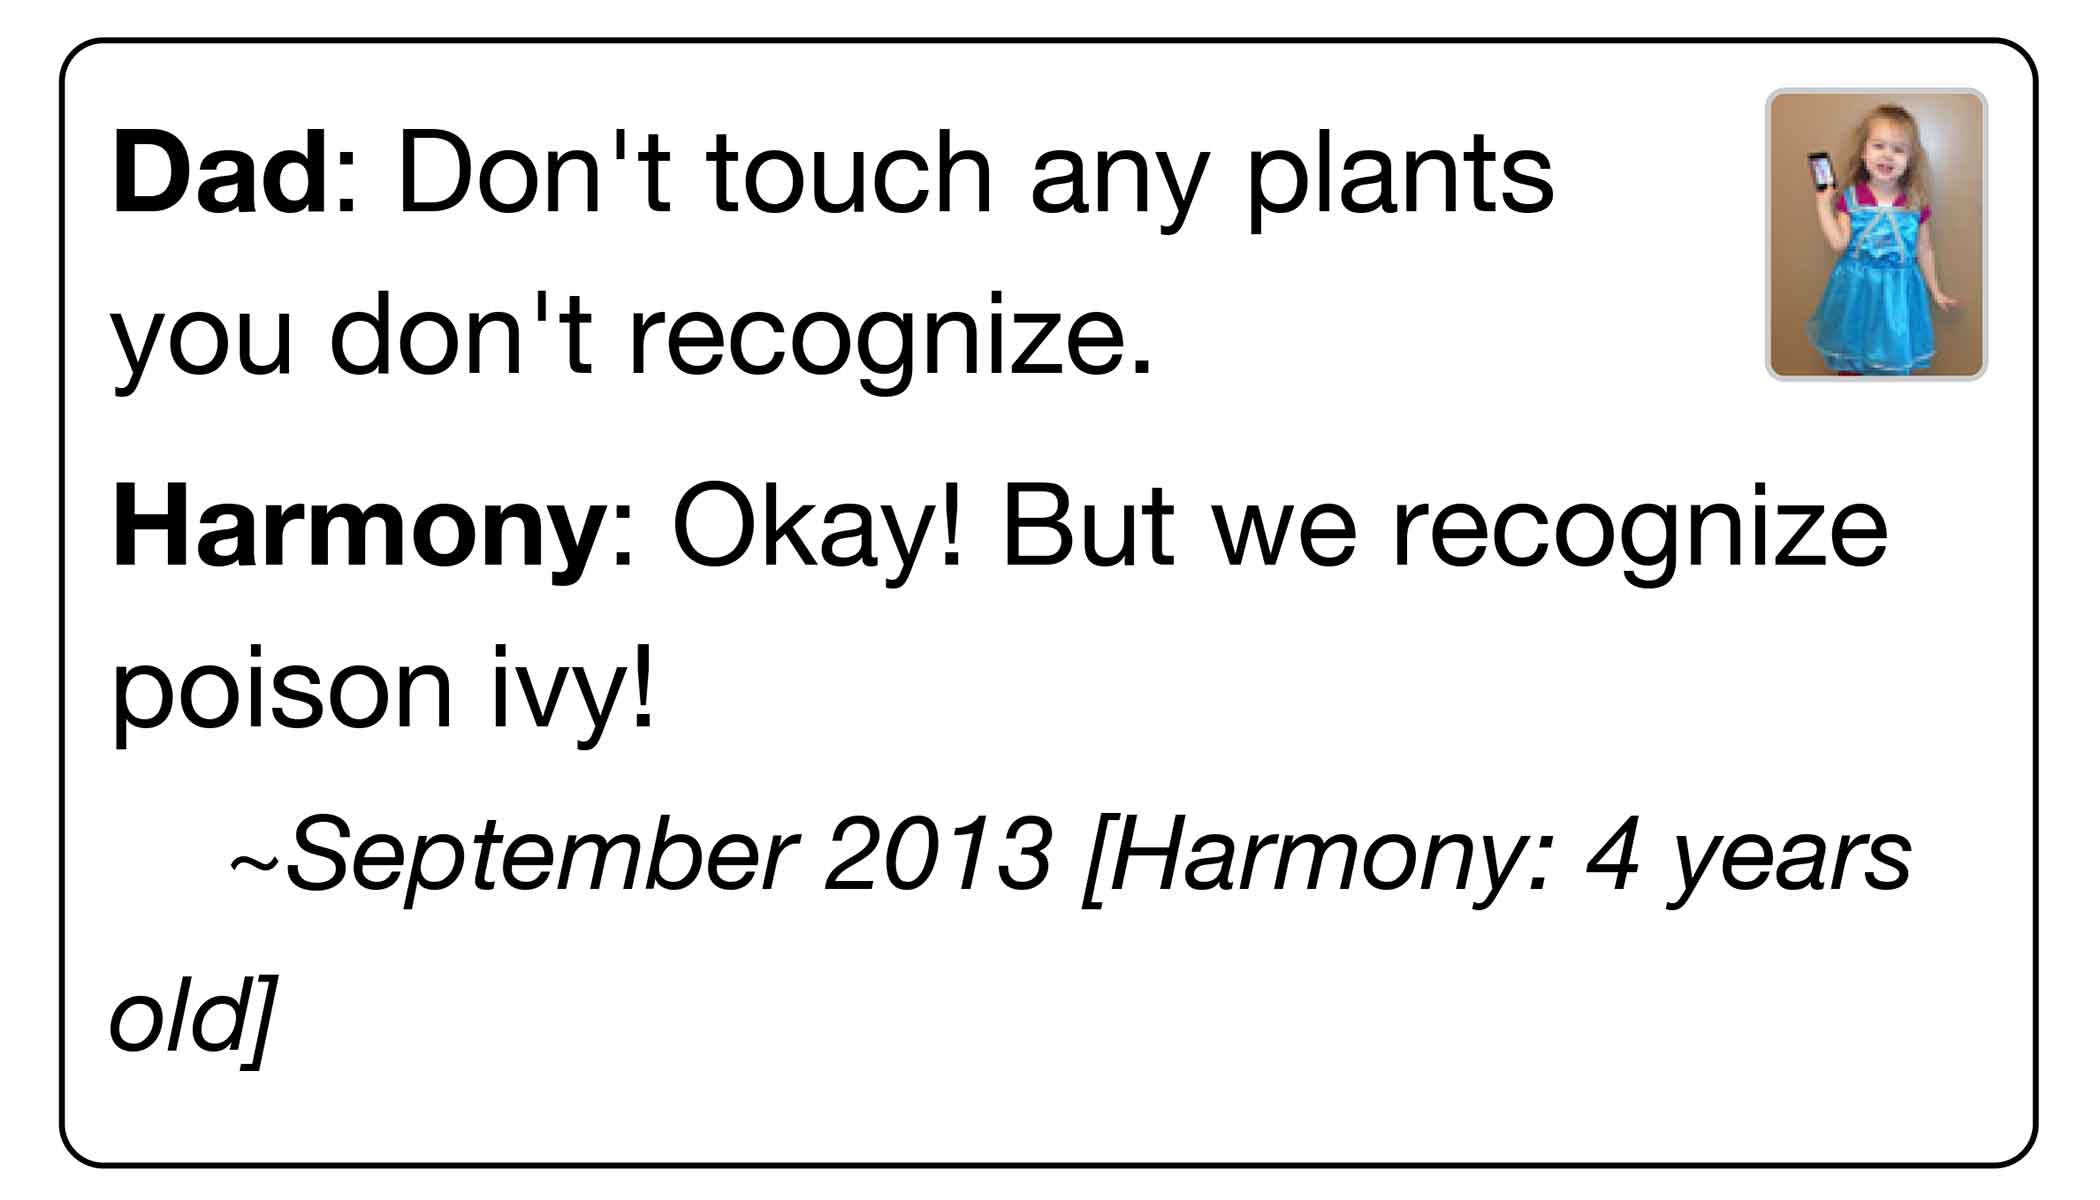 Dad: Don't touch any plants
you don't recognize.
Harmony: Okay! But we recognize
poison ivy!
~September 2013 [Harmony: 4 years
old]